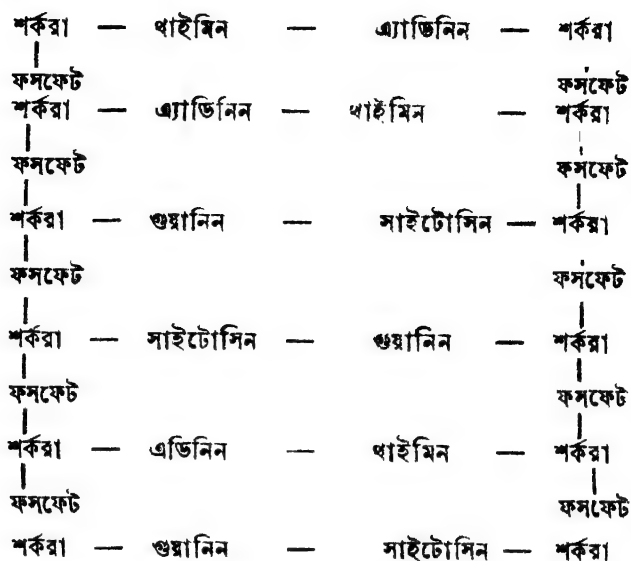 শর্করা — থাইমিন — এ্যাডিনিন — শর্করা
ফসফেট ফসফেট
শর্করা — এ্যাডিনিন — থাইমিন — শর্করা
ফসফেট ফসফেট
শর্করা — গুয়ানিন — সাইটোসিন — শর্করা
ফসফেট ফসফেট
শর্করা — সাইটোসিন — গুয়ানিন — শর্করা
ফসফেট ফসফেট
শর্করা — এডিনিন — থাইমিন — শর্করা
ফসফেট ফসফেট
শর্করা — গুয়ানিন — সাইটোসিন — শর্করা